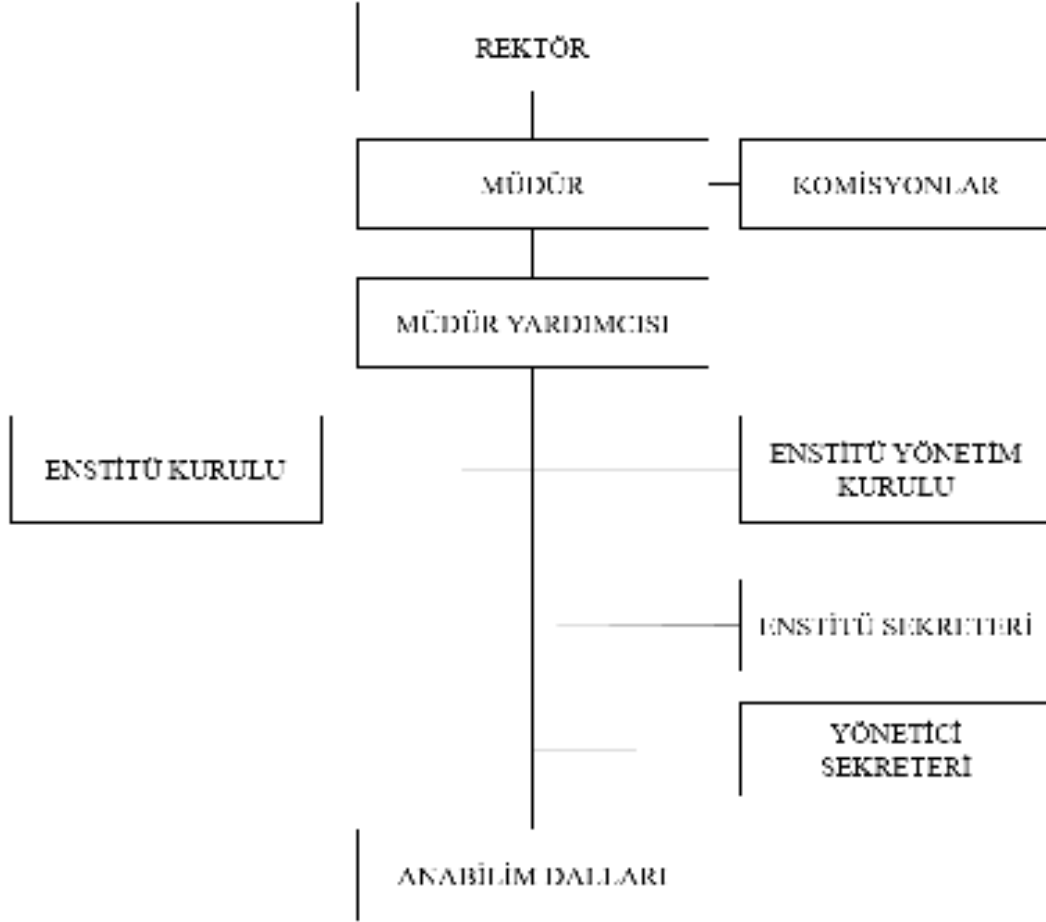 REKTÖR
MÜDÜR
KOMİSYONLAR
MÜDÜR YARDIMCISI
ENSTİTÜ KURULU
ENSTİTÜ YÖNETİM
KURULU
ENSTİTÜ SEKRETERİ
YÖNETİCİ
SEKRETERİ
ANABİLİM DALLARI